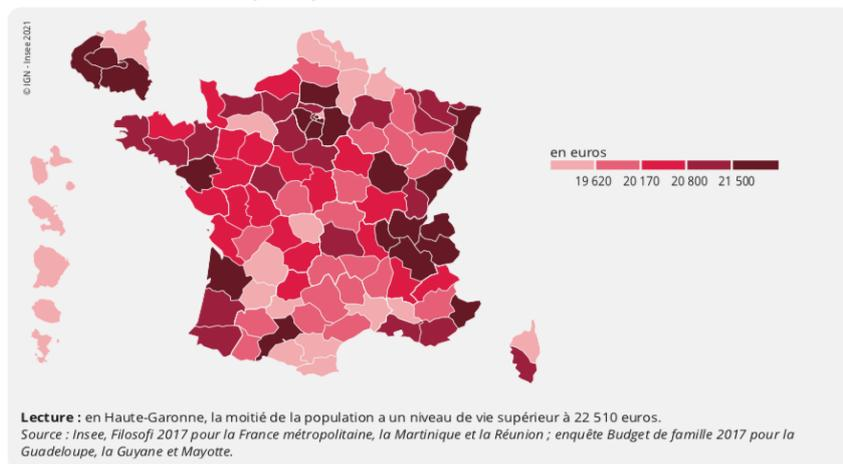 © IGN - Insee 2021
en euros
19 620 20 170 20 800 21 500
Lecture : en Haute-Garonne, la moitié de la population a un niveau de vie supérieur à 22 510 euros.
Source : Insee, Filosofi 2017 pour la France métropolitaine, la Martinique et la Réunion ; enquête Budget de famille 2017 pour la
Guadeloupe, la Guyane et Mayotte.